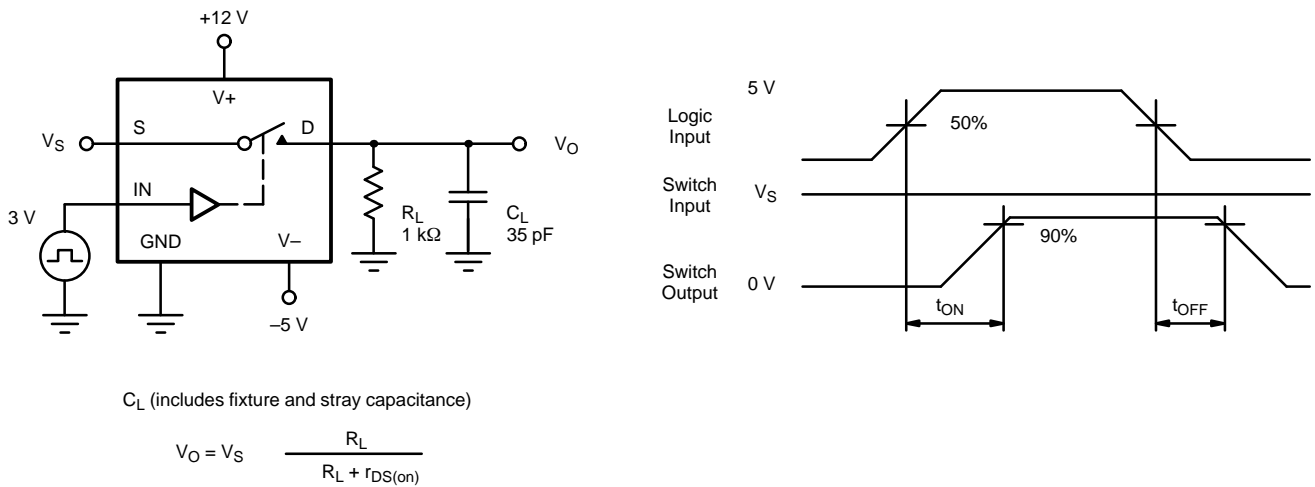 +12 V
V+
S
D
VS
VO
IN
3 V
RL
1 kΩ
CL
35 pF
GND
V–
–5 V
CL (includes fixture and stray capacitance)
VO = VS RL
RL + rDS(on)
5 V
Logic
Input
50%
Switch
Input
VS
90%
Switch
Output
0 V
tON
tOFF